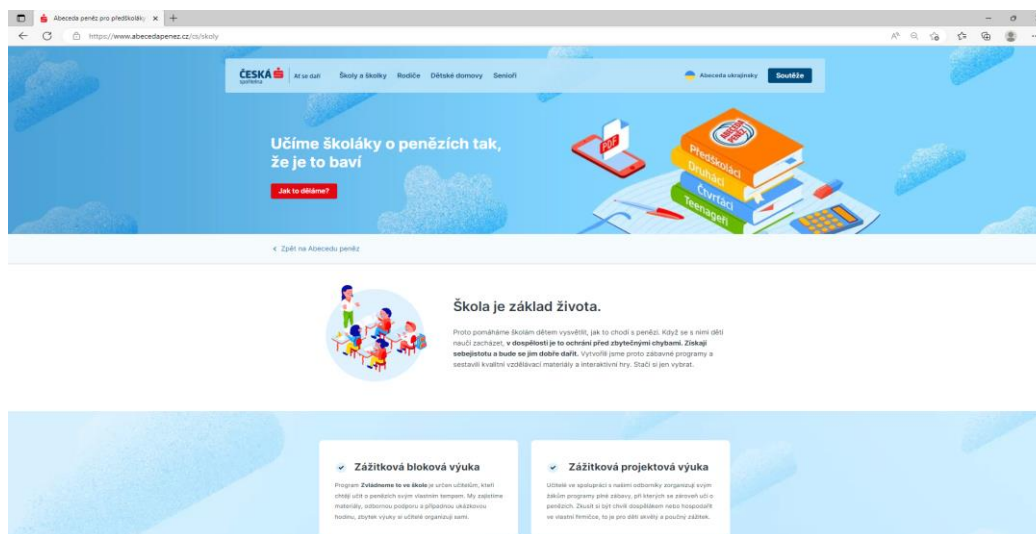 Abeceda peněz pro předškolák
https://www.abecedapenez.cz/cs/skoly
ČESKÁ
spořitelna
Ať se daří
Školy a školky Rodiče Dětské domovy Senioři
Abeceda ukrajinsky
Soutěže
Učíme školáky o penězích tak,
že je to baví
Jak to děláme?
PDF
ABECEDA
PENĚZ
Předškoláci
Druháci
Čtvrťáci
Teenageři
< Zpět na Abecedu peněz
Škola je základ života.
Proto pomáháme školám dětem vysvětlit, jak to chodí s penězi. Když se s nimi děti
naučí zacházet, v dospělosti je to ochrání před zbytečnými chybami. Získají
sebejistotu a bude se jim dobře dařit. Vytvořili jsme proto zábavné programy a
sestavili kvalitní vzdělávací materiály a interaktivní hry. Stačí si jen vybrat.
Zážitková bloková výuka
Program Zvládneme to ve škole je určen učitelům, kteří
chtějí učit o penězích svým vlastním tempem. My zajistíme
materiály, odbornou podporu a případnou ukázkovou
hodinu, zbytek výuky si učitelé organizují sami.
Zážitková projektová výuka
Učitelé ve spolupráci s našimi odborníky zorganizují svým
žákům programy plné zábavy, při kterých se zároveň učí o
penězích. Zkusit si být chvíli dospělákem nebo hospodařit
ve vlastní firmičce, to je pro děti skvělý a poučný zážitek.